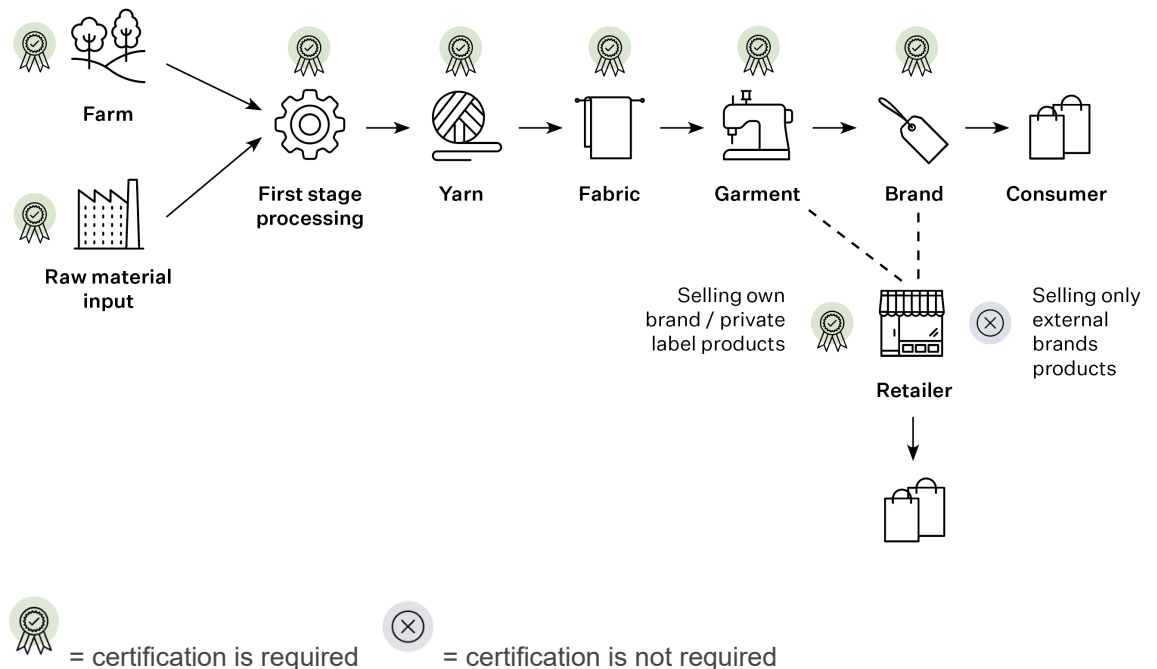 Farm
Raw material
input
First stage
processing
Yarn
Fabric
Garment
Brand
Consumer
Selling own
brand / private
label products
Selling only
external
brands
products
Retailer
= certification is required
= certification is not required